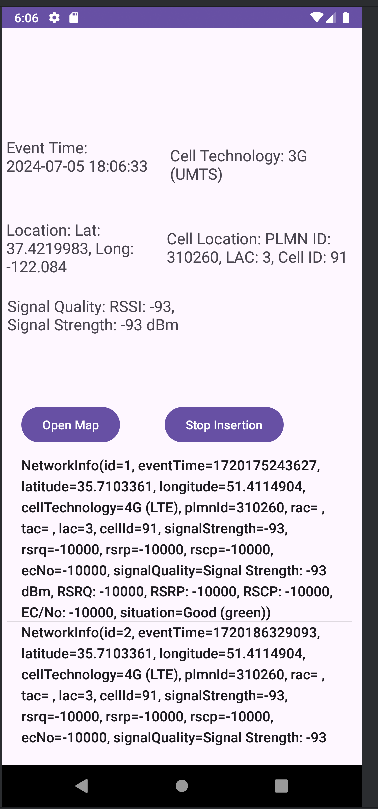 6:06
Event Time:
2024-07-05 18:06:33
Cell Technology: 3G
(UMTS)
Location: Lat:
37.4219983, Long:
-122.084
Cell Location: PLMN ID:
310260, LAC: 3, Cell ID: 91
Signal Quality: RSSI: -93,
Signal Strength: -93 dBm
Open Map
Stop Insertion
NetworkInfo(id=1, eventTime=1720175243627,
latitude=35.7103361, longitude=51.4114904,
cellTechnology=4G (LTE), plmnId=310260, rac= ,
tac= , lac=3, cellId=91, signalStrength=-93,
rsrq=-10000, rsrp=-10000, rscp=-10000,
ecNo=-10000, signalQuality=Signal Strength: -93
dBm, RSRQ: -10000, RSRP: -10000, RSCP: -10000,
EC/No: -10000, situation=Good (green))
NetworkInfo(id=2, eventTime=1720186329093,
latitude=35.7103361, longitude=51.4114904,
cellTechnology=4G (LTE), plmnId=310260, rac= ,
tac= , lac=3, cellId=91, signalStrength=-93,
rsrq=-10000, rsrp=-10000, rscp=-10000,
ecNo=-10000, signalQuality=Signal Strength: -93